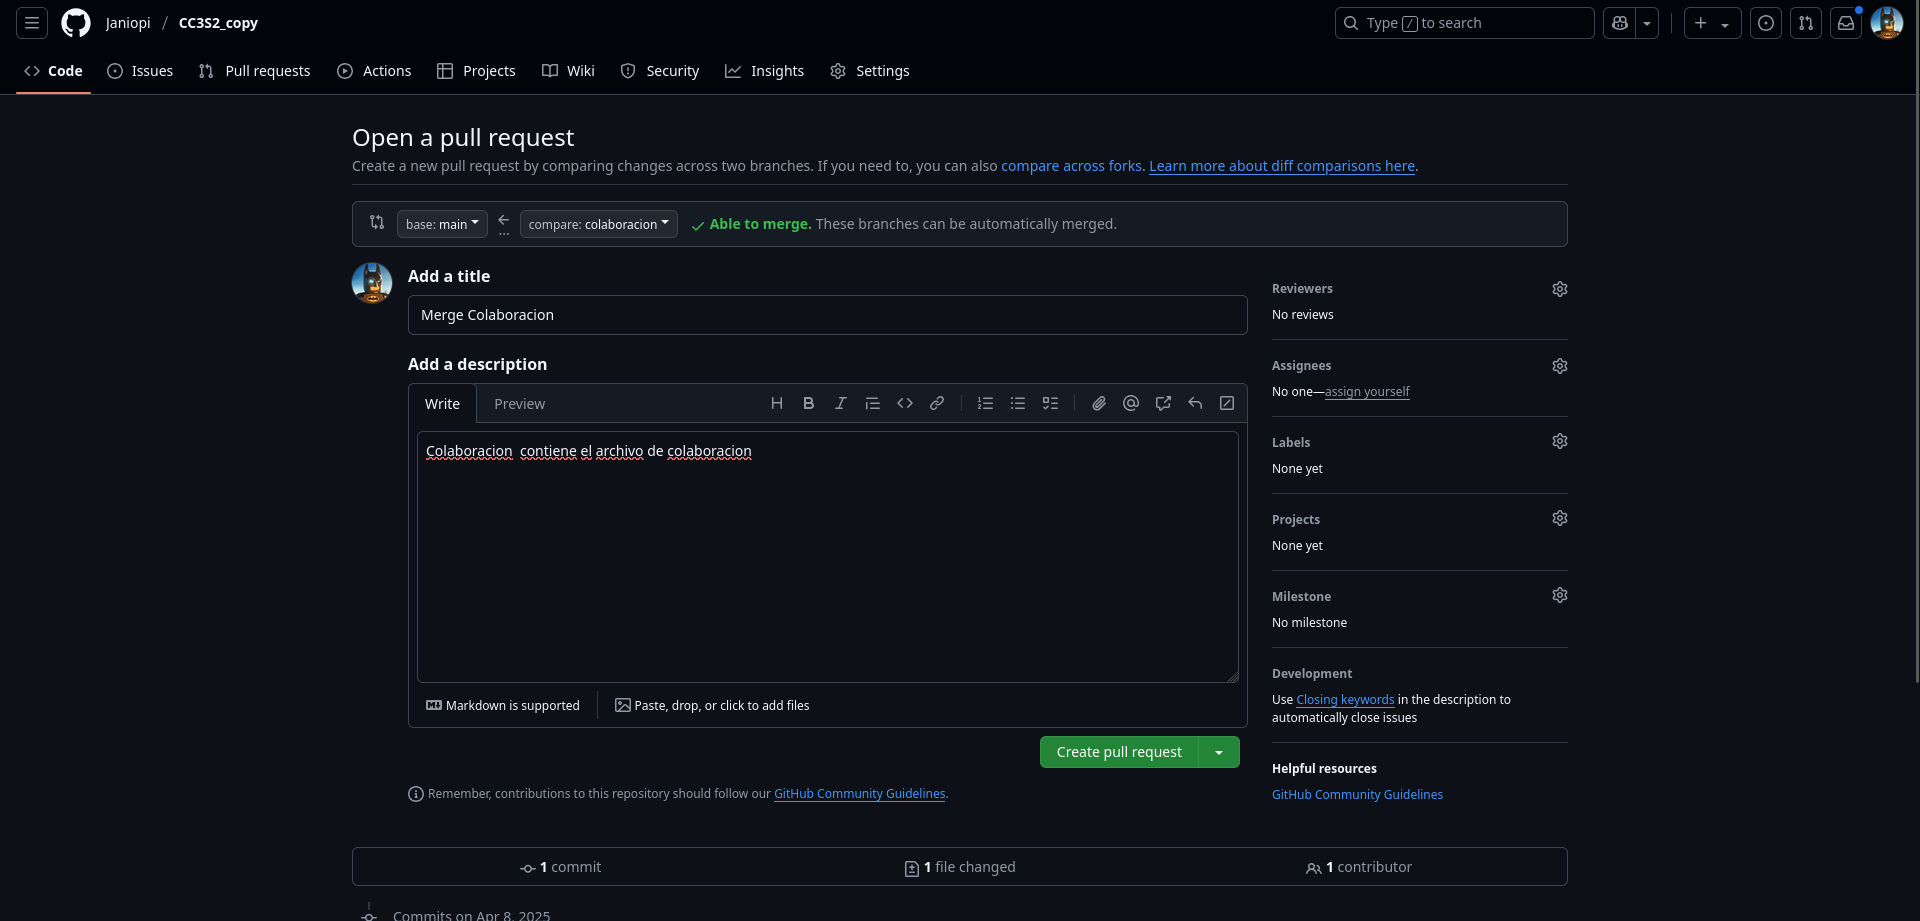 Janiopi / CC3S2_copy
Type / to search
Code Issues Pull requests Actions Projects Wiki Security Insights Settings
Open a pull request
Create a new pull request by comparing changes across two branches. If you need to, you can also compare across forks. Learn more about diff comparisons here.
base: main ... compare: colaboracion Able to merge. These branches can be automatically merged.
Add a title
Merge Colaboracion
Add a description
Write Preview
Colaboracion  contiene el archivo de colaboracion
Markdown is supported
Paste, drop, or click to add files
Create pull request
Remember, contributions to this repository should follow our GitHub Community Guidelines.
Reviewers
No reviews
Assignees
No one—assign yourself
Labels
None yet
Projects
None yet
Milestone
No milestone
Development
Use Closing keywords in the description to
automatically close issues
Helpful resources
GitHub Community Guidelines
1 commit
1 file changed
1 contributor
Commits on Apr 8, 2025